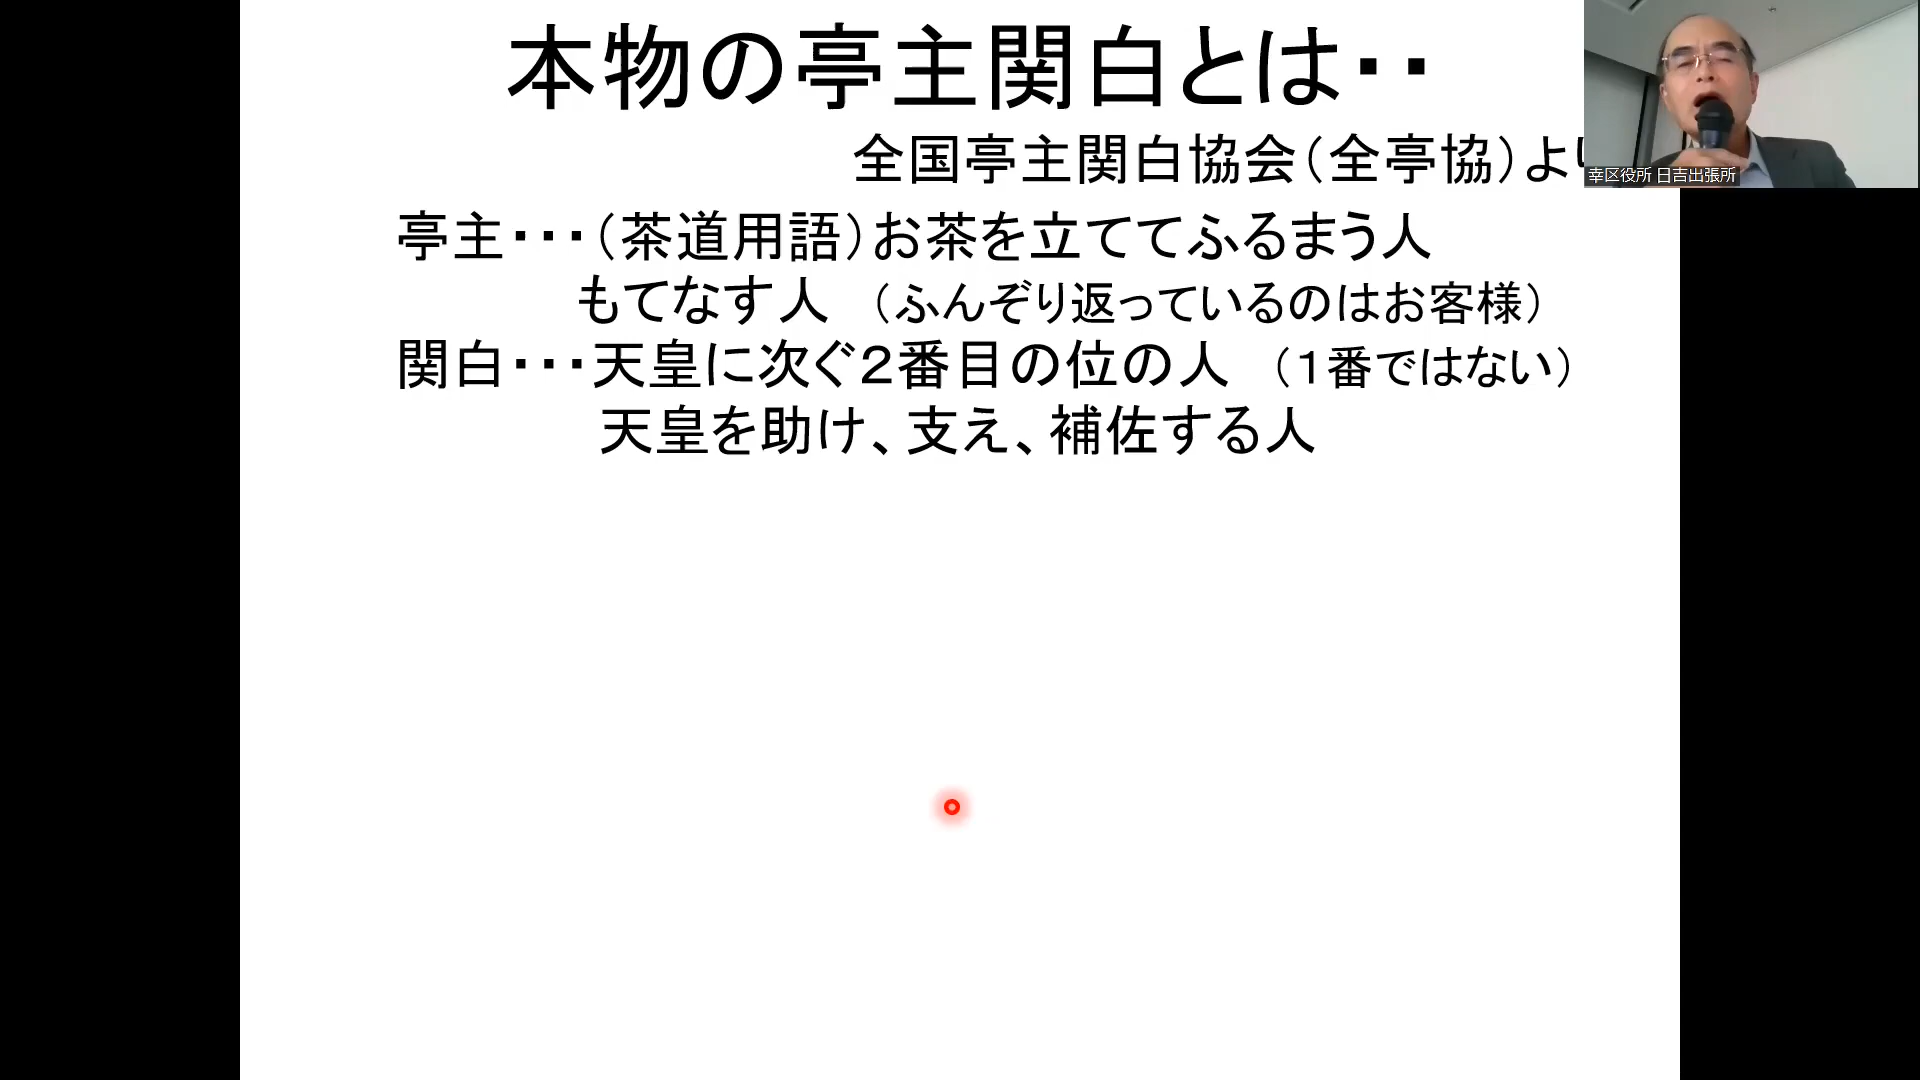 本物の亭主関白とは・・
全国亭主関白協会（全亭協）より
亭主・・・（茶道用語）お茶を立ててふるまう人
もてなす人　（ふんぞり返っているのはお客様）
関白・・・天皇に次ぐ２番目の位の人　（１番ではない）
天皇を助け、支え、補佐する人
幸区役所 日吉出張所